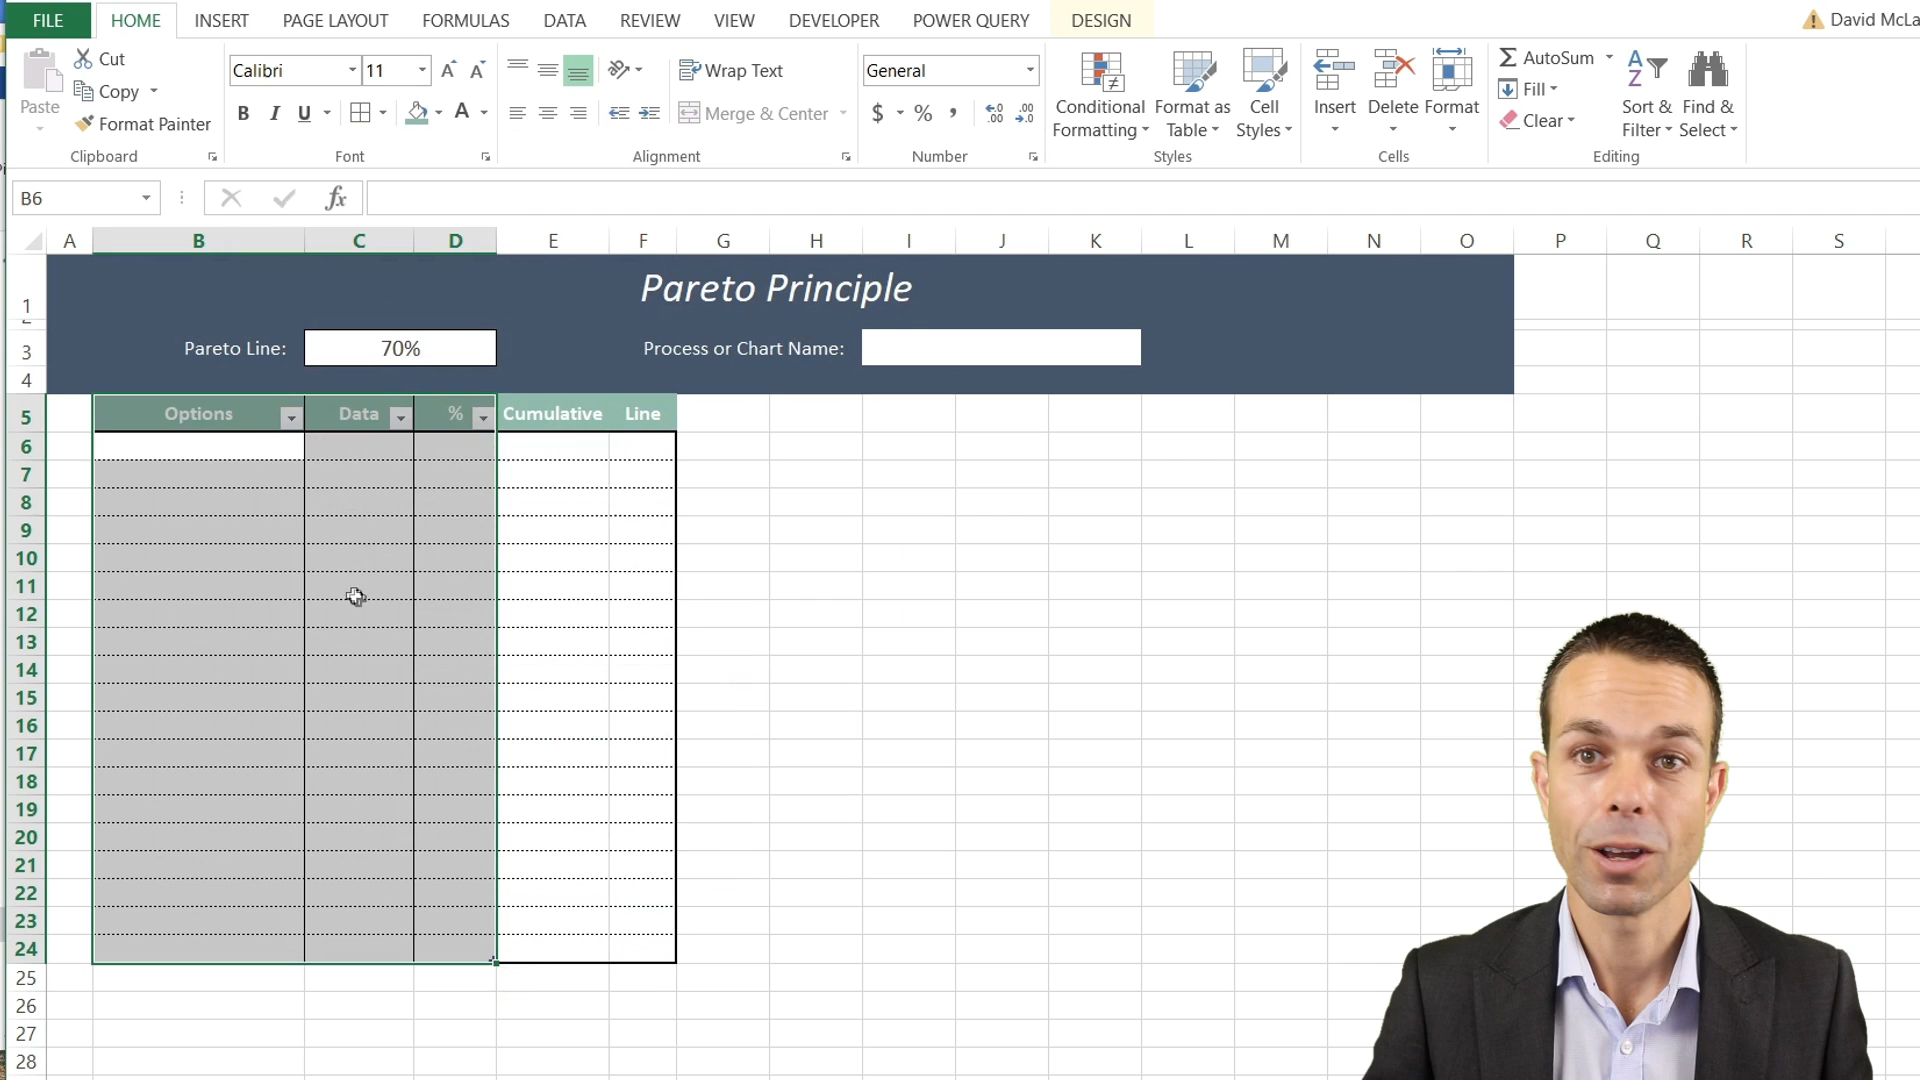 FILE HOME INSERT PAGE LAYOUT FORMULAS DATA REVIEW VIEW DEVELOPER POWER QUERY DESIGN David McLa
Paste
Cut
Copy
Format Painter
Clipboard
Calibri 11
B I U A
Font
Wrap Text
Merge & Center
Alignment
General
$ % ,
Number
Conditional Formatting
Format as Table
Cell Styles
Styles
Insert Delete Format
Cells
AutoSum
Fill
Clear
Sort & Filter
Find & Select
Editing
B6 fx
A B C D E F G H I J K L M N O P Q R S
1 Pareto Principle
2
3 Pareto Line: 70% Process or Chart Name:
4
5 Options Data % Cumulative Line
6
7
8
9
10
11
12
13
14
15
16
17
18
19
20
21
22
23
24
25
26
27
28